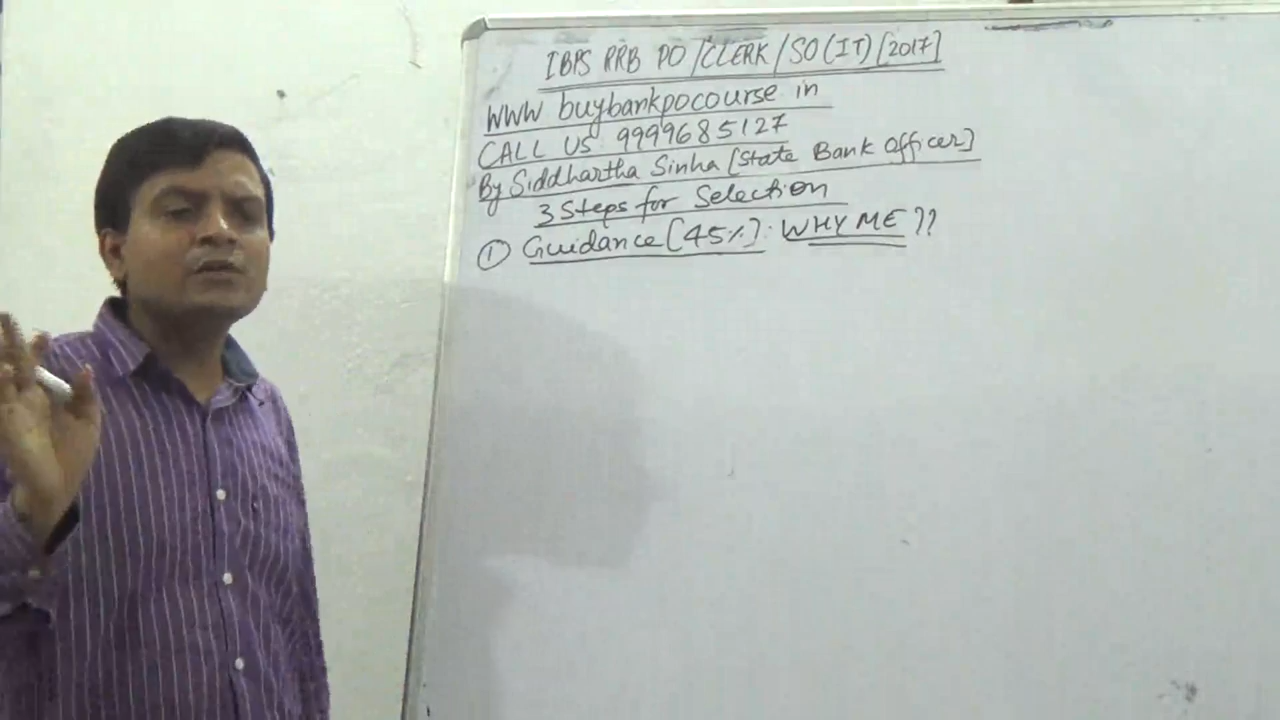 IBPS RRB PO/CLERK/SO(IT)[2017]
WWW buybankpocourse in
CALL US 9999685127
By Siddhartha Sinha [State Bank officer]
3 Steps for Selection
① Guidance [45%]: WHY ME ??